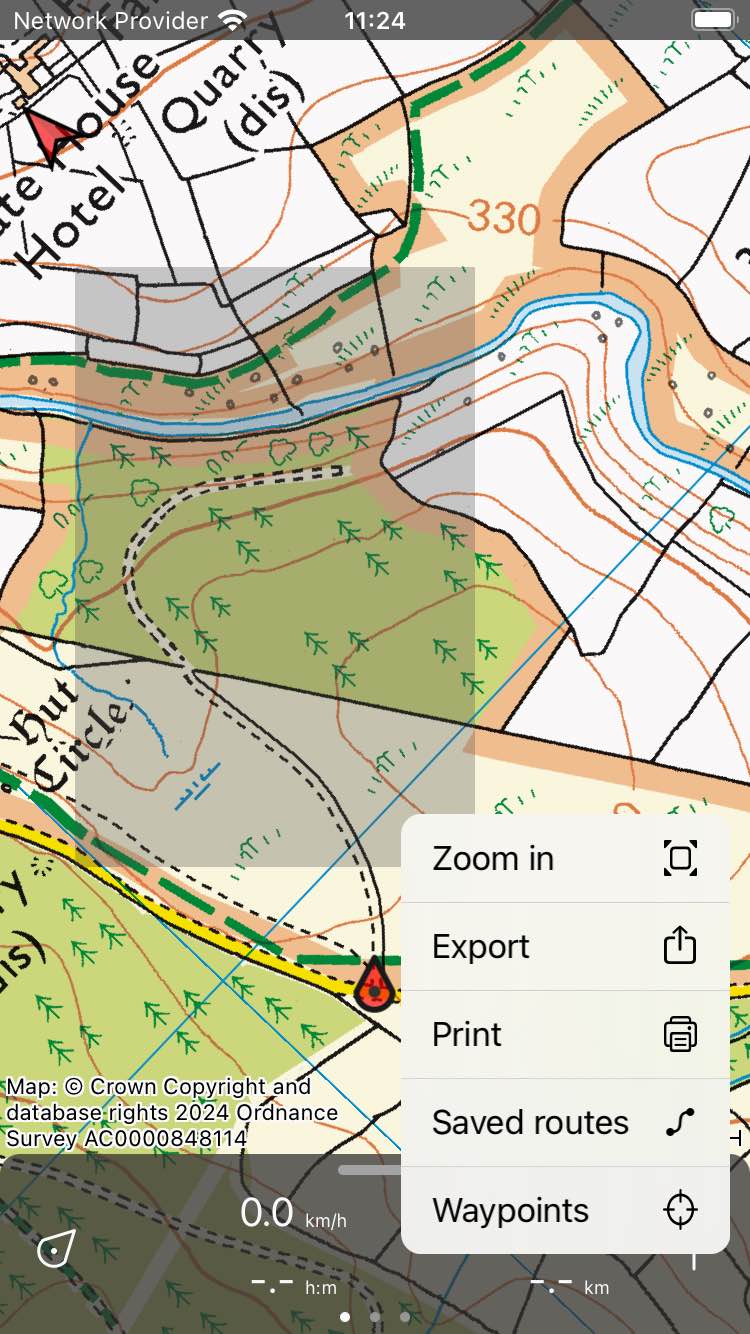 Network Provider 11:24
Quarry
(dis)
House
Hotel
330
Hut
Circle
Zoom in
Export
Print
Saved routes
Waypoints
Map: © Crown Copyright and
database rights 2024 Ordnance
Survey AC0000848114
0.0 km/h
-.- h:m
-.- km